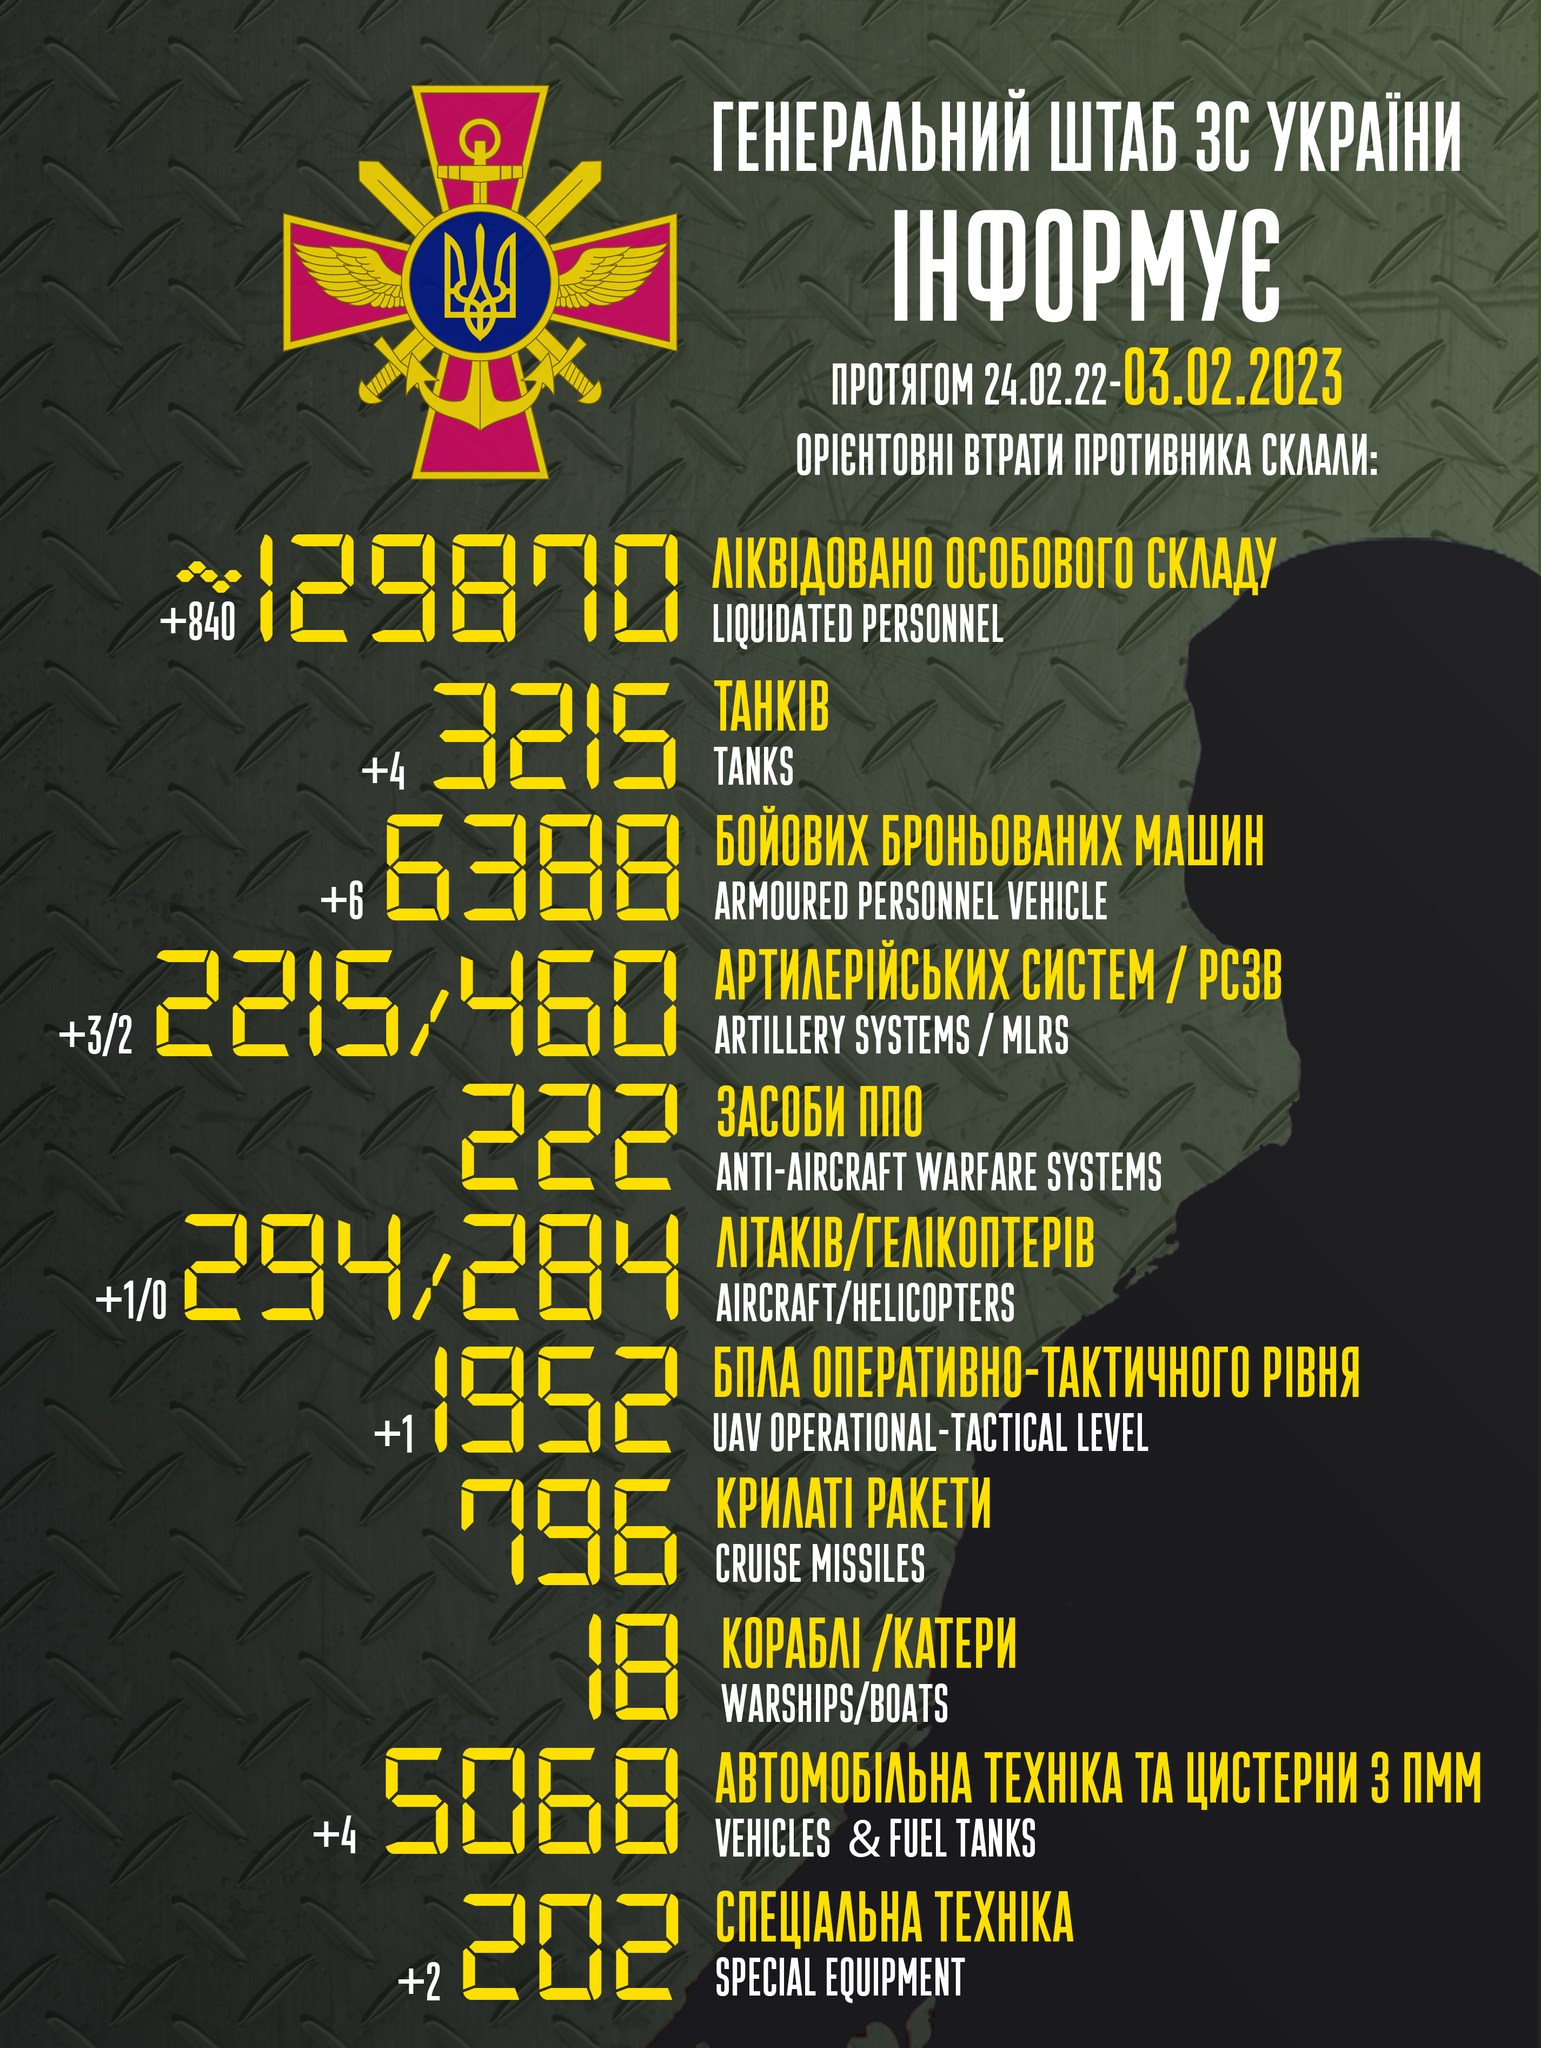 ГЕНЕРАЛЬНИЙ ШТАБ ЗС УКРАЇНИ
ІНФОРМУЄ
ПРОТЯГОМ 24.02.22-03.02.2023
ОРІЄНТОВНІ ВТРАТИ ПРОТИВНИКА СКЛАЛИ:
+840 ~129870 ЛІКВІДОВАНО ОСОБОВОГО СКЛАДУ
LIQUIDATED PERSONNEL
+4 3215 ТАНКІВ
TANKS
+6 6388 БОЙОВИХ БРОНЬОВАНИХ МАШИН
ARMOURED PERSONNEL VEHICLE
+3/2 2215/460 АРТИЛЕРІЙСЬКИХ СИСТЕМ / РСЗВ
ARTILLERY SYSTEMS / MLRS
222 ЗАСОБИ ППО
ANTI-AIRCRAFT WARFARE SYSTEMS
+1/0 294/284 ЛІТАКІВ/ГЕЛІКОПТЕРІВ
AIRCRAFT/HELICOPTERS
+1 1952 БПЛА ОПЕРАТИВНО-ТАКТИЧНОГО РІВНЯ
UAV OPERATIONAL-TACTICAL LEVEL
796 КРИЛАТІ РАКЕТИ
CRUISE MISSILES
18 КОРАБЛІ /КАТЕРИ
WARSHIPS/BOATS
+4 5068 АВТОМОБІЛЬНА ТЕХНІКА ТА ЦИСТЕРНИ З ПММ
VEHICLES & FUEL TANKS
+2 202 СПЕЦІАЛЬНА ТЕХНІКА
SPECIAL EQUIPMENT